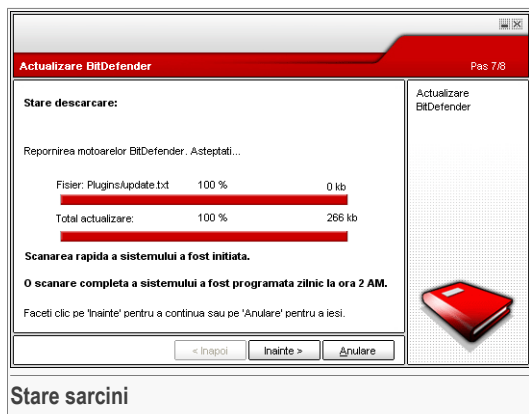 Actualizare BitDefender
Pas 7/8
Stare descarcare:
Repornirea motoarelor BitDefender. Asteptati...
Fisier: Plugins/update.txt 100 % 0 kb
Total actualizare: 100 % 266 kb
Scanarea rapida a sistemului a fost initiata.
O scanare completa a sistemului a fost programata zilnic la ora 2 AM.
Faceti clic pe 'Inainte' pentru a continua sau pe 'Anulare' pentru a iesi.
Actualizare
BitDefender
< Inapoi
Inainte >
Anulare
Stare sarcini